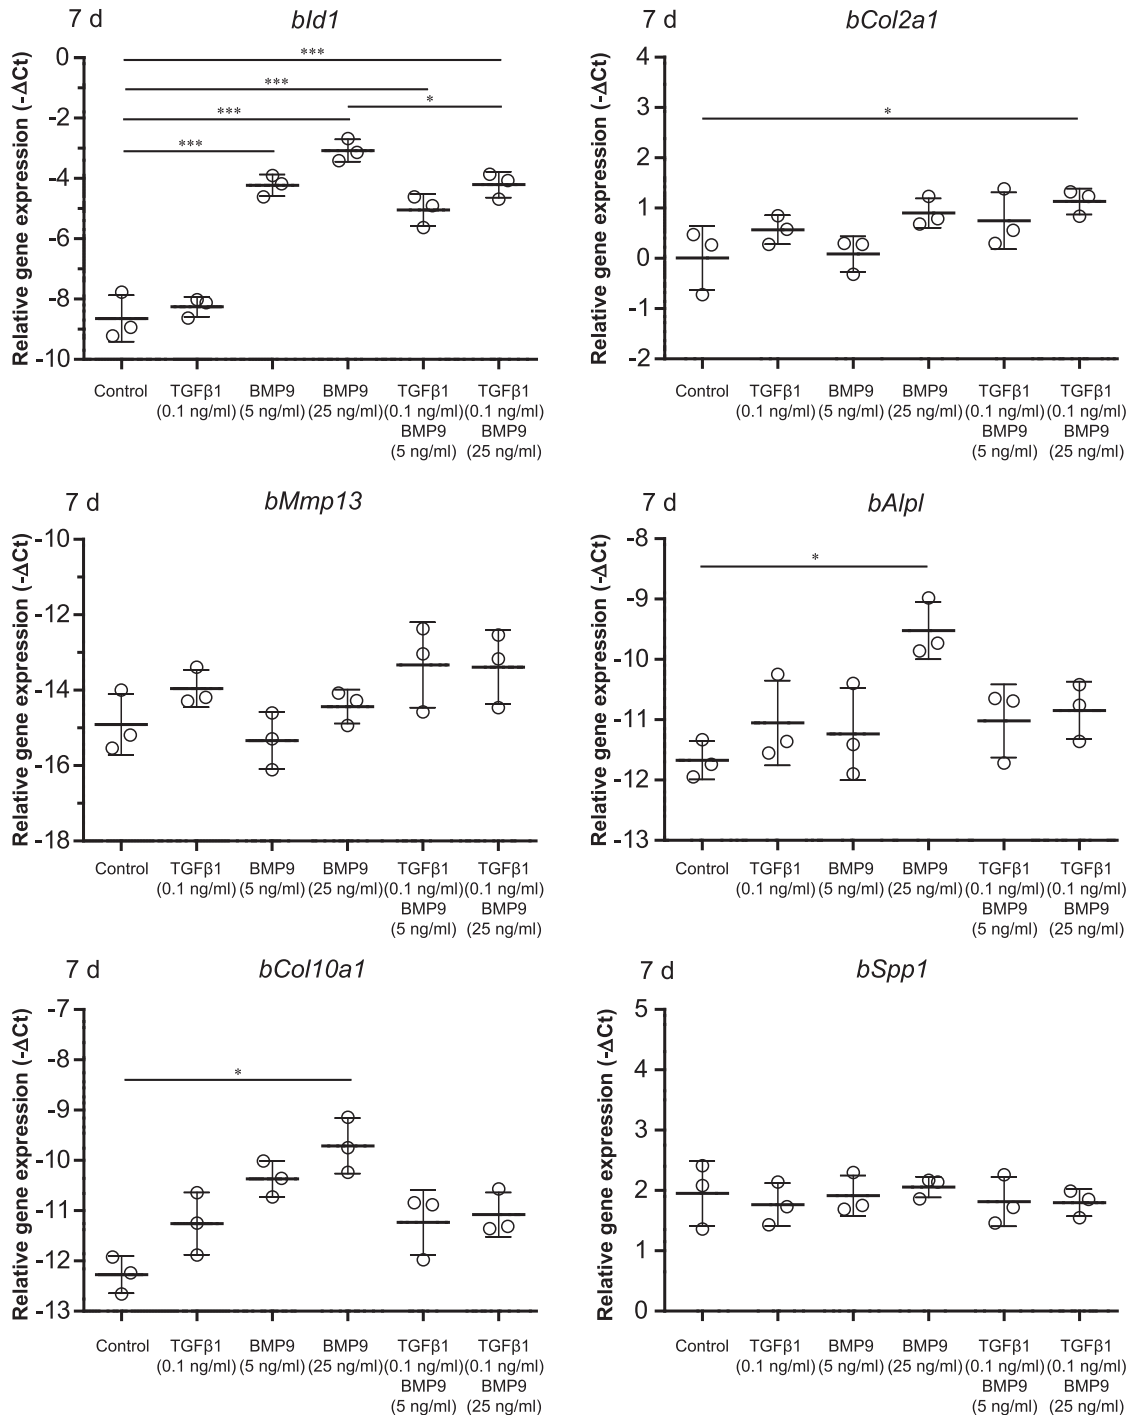 7 d bId1
Relative gene expression (-ΔCt)
***
***
***
***
*
0
-2
-4
-6
-8
-10
Control TGFβ1 BMP9 BMP9 TGFβ1 TGFβ1
(0.1 ng/ml) (5 ng/ml) (25 ng/ml) (0.1 ng/ml) (0.1 ng/ml)
BMP9 BMP9
(5 ng/ml) (25 ng/ml)
7 d bCol2a1
Relative gene expression (-ΔCt)
*
4
3
2
1
0
-1
-2
Control TGFβ1 BMP9 BMP9 TGFβ1 TGFβ1
(0.1 ng/ml) (5 ng/ml) (25 ng/ml) (0.1 ng/ml) (0.1 ng/ml)
BMP9 BMP9
(5 ng/ml) (25 ng/ml)
7 d bMmp13
Relative gene expression (-ΔCt)
-10
-12
-14
-16
-18
Control TGFβ1 BMP9 BMP9 TGFβ1 TGFβ1
(0.1 ng/ml) (5 ng/ml) (25 ng/ml) (0.1 ng/ml) (0.1 ng/ml)
BMP9 BMP9
(5 ng/ml) (25 ng/ml)
7 d bAlpl
Relative gene expression (-ΔCt)
*
-8
-9
-10
-11
-12
-13
Control TGFβ1 BMP9 BMP9 TGFβ1 TGFβ1
(0.1 ng/ml) (5 ng/ml) (25 ng/ml) (0.1 ng/ml) (0.1 ng/ml)
BMP9 BMP9
(5 ng/ml) (25 ng/ml)
7 d bCol10a1
Relative gene expression (-ΔCt)
*
-7
-8
-9
-10
-11
-12
-13
Control TGFβ1 BMP9 BMP9 TGFβ1 TGFβ1
(0.1 ng/ml) (5 ng/ml) (25 ng/ml) (0.1 ng/ml) (0.1 ng/ml)
BMP9 BMP9
(5 ng/ml) (25 ng/ml)
7 d bSpp1
Relative gene expression (-ΔCt)
5
4
3
2
1
0
Control TGFβ1 BMP9 BMP9 TGFβ1 TGFβ1
(0.1 ng/ml) (5 ng/ml) (25 ng/ml) (0.1 ng/ml) (0.1 ng/ml)
BMP9 BMP9
(5 ng/ml) (25 ng/ml)